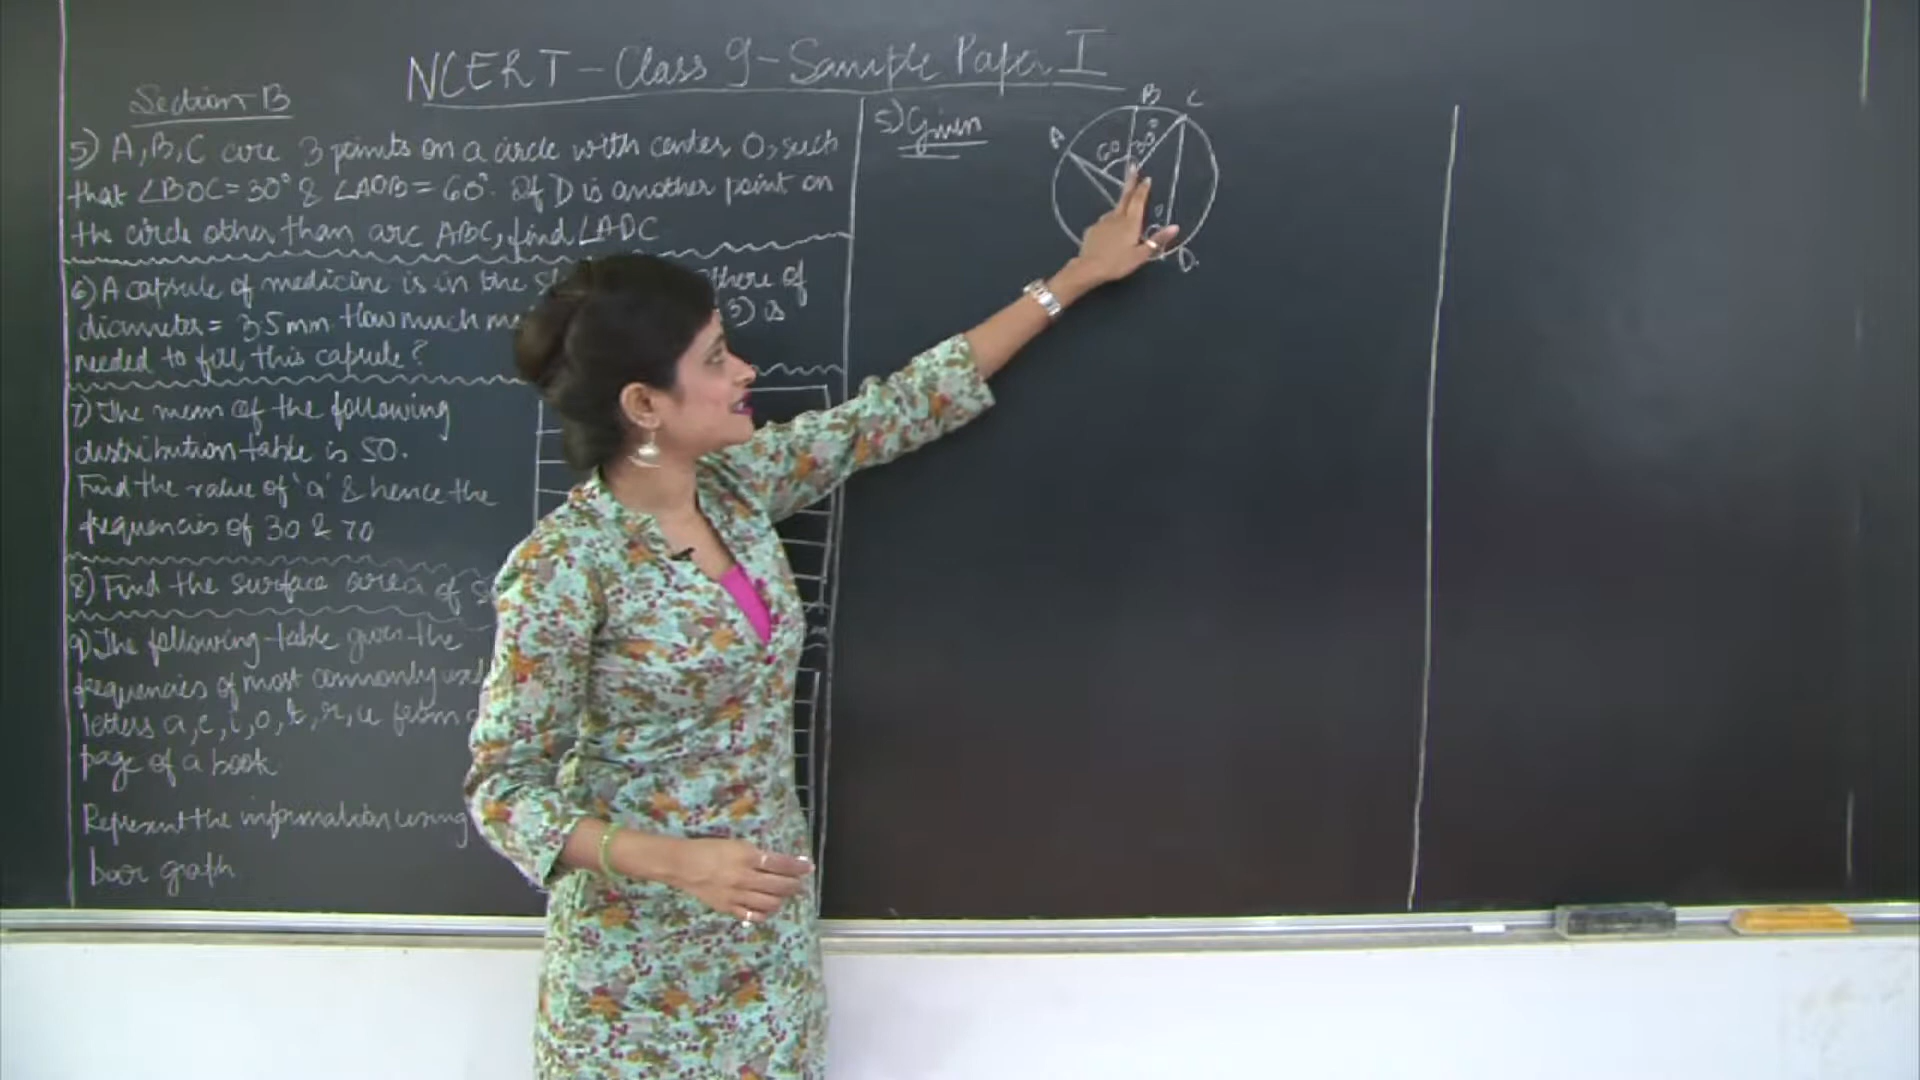 NCERT - Class 9 - Sample Paper I
Section-B
5) A, B, C are 3 points on a circle with center O, such
that ∠BOC = 30° & ∠AOB = 60°. If D is another point on
the circle other than arc ABC, find ∠ADC
6) A capsule of medicine is in the there of
diameter = 3.5 mm. How much 3) is
needed to fill this capsule?
7) The mean of the following
distribution table is 50.
Find the value of 'a' & hence the
frequencies of 30 & 70
8) Find the surface area of
9) The following table given the
frequencies of most commonly used
letters a, e, i, o, t, r, u from
page of a book
Represent the information using
bar graph
5) Given
A
B
C
60
30°
D